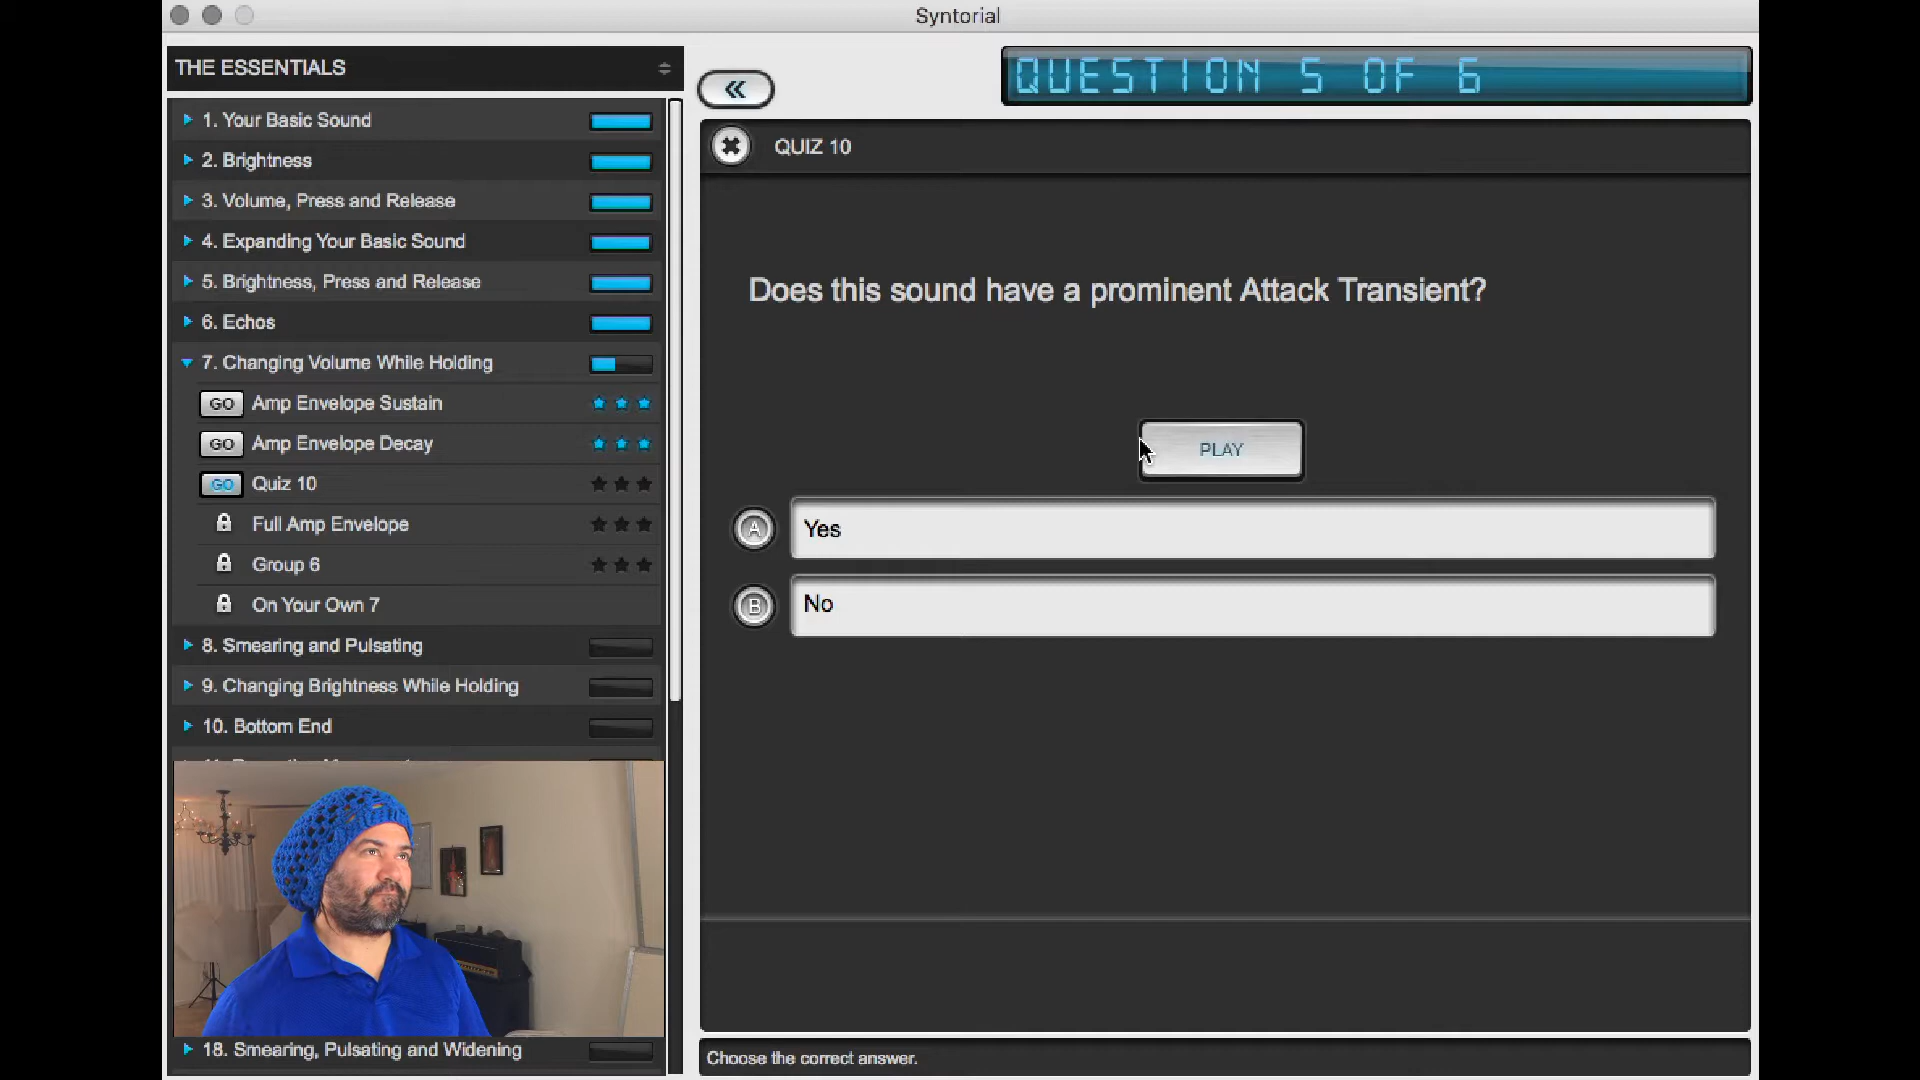 Syntorial
THE ESSENTIALS
QUESTION 5 OF 6
1. Your Basic Sound
2. Brightness
3. Volume, Press and Release
4. Expanding Your Basic Sound
5. Brightness, Press and Release
6. Echos
7. Changing Volume While Holding
GO Amp Envelope Sustain
GO Amp Envelope Decay
GO Quiz 10
Full Amp Envelope
Group 6
On Your Own 7
8. Smearing and Pulsating
9. Changing Brightness While Holding
10. Bottom End
18. Smearing, Pulsating and Widening
QUIZ 10
Does this sound have a prominent Attack Transient?
PLAY
A Yes
B No
Choose the correct answer.